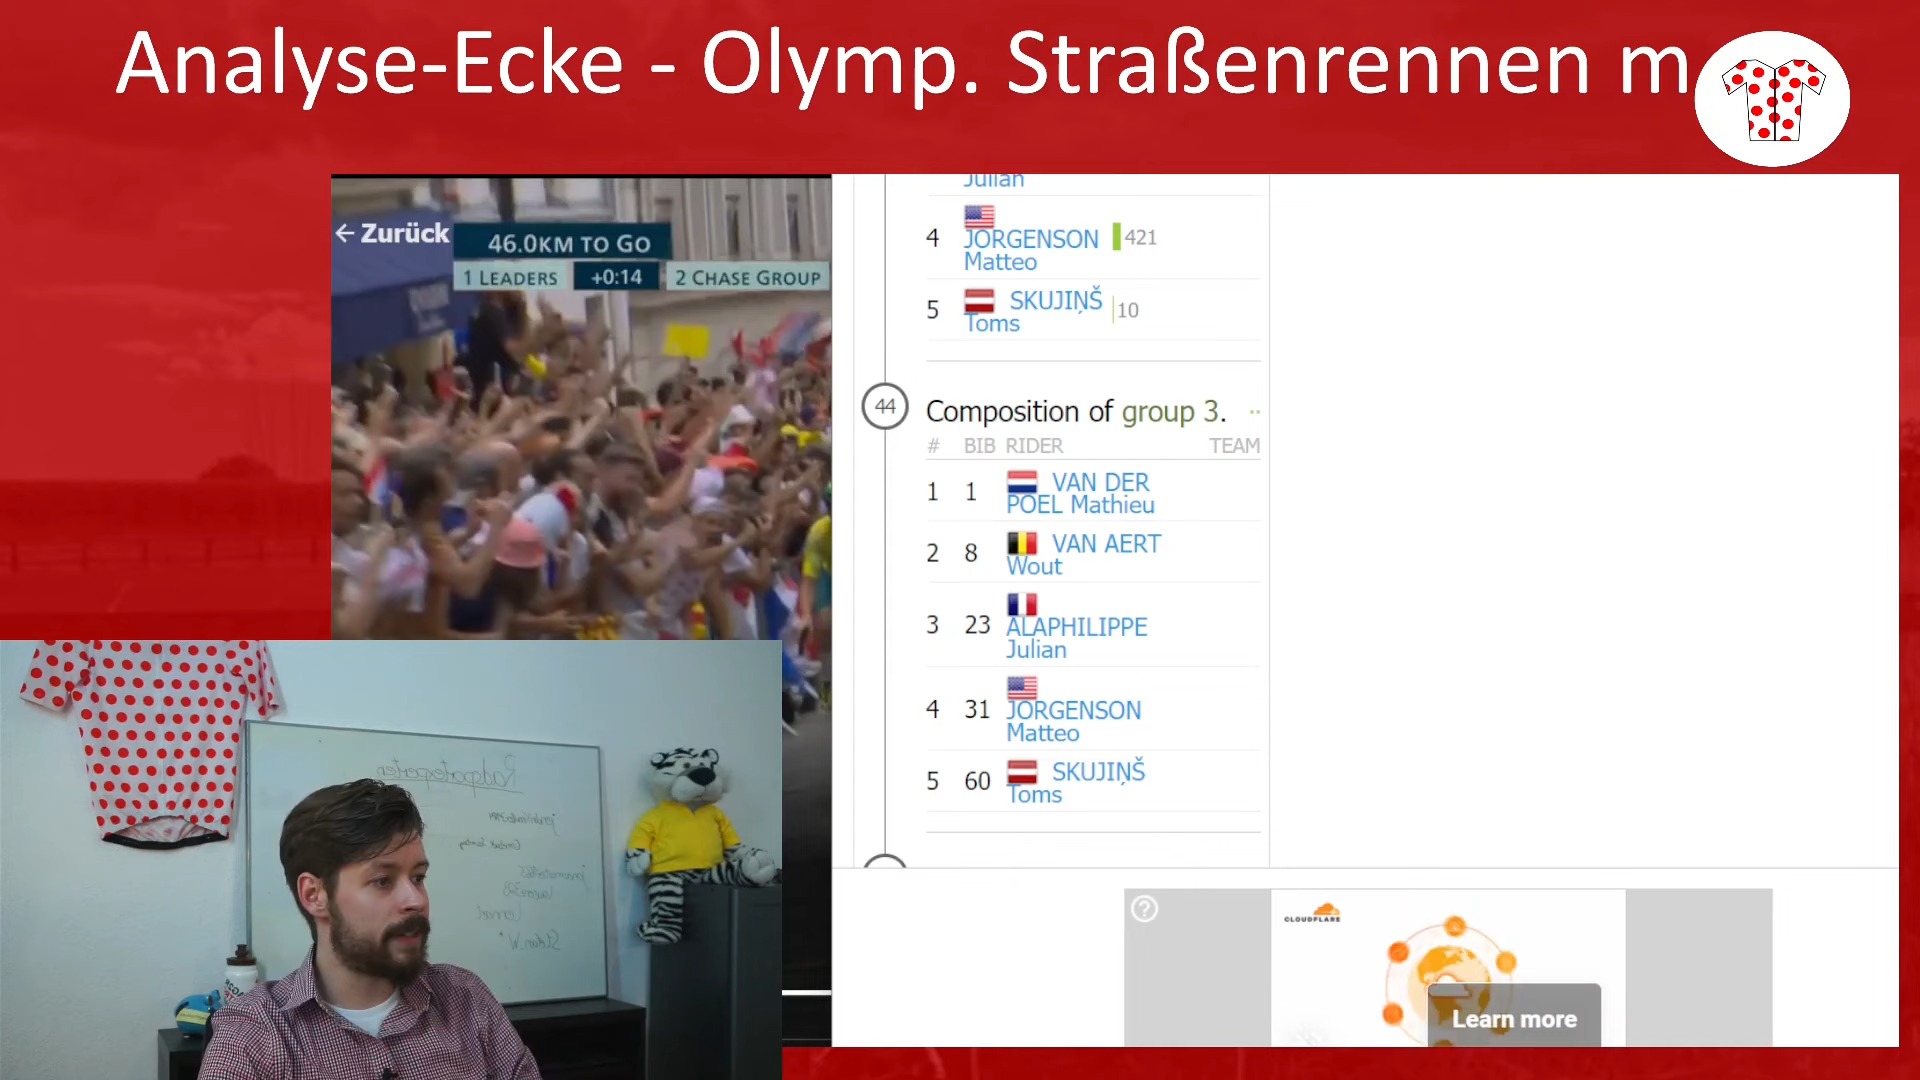 Analyse-Ecke - Olymp. Straßenrennen m
← Zurück
46.0KM TO GO
1 LEADERS +0:14 2 CHASE GROUP
Julian
4 JORGENSON Matteo 421
5 SKUJIŅŠ Toms 10
44 Composition of group 3.
# BIB RIDER TEAM
1 1 VAN DER POEL Mathieu
2 8 VAN AERT Wout
3 23 ALAPHILIPPE Julian
4 31 JORGENSON Matteo
5 60 SKUJIŅŠ Toms
CLOUDFLARE
Learn more